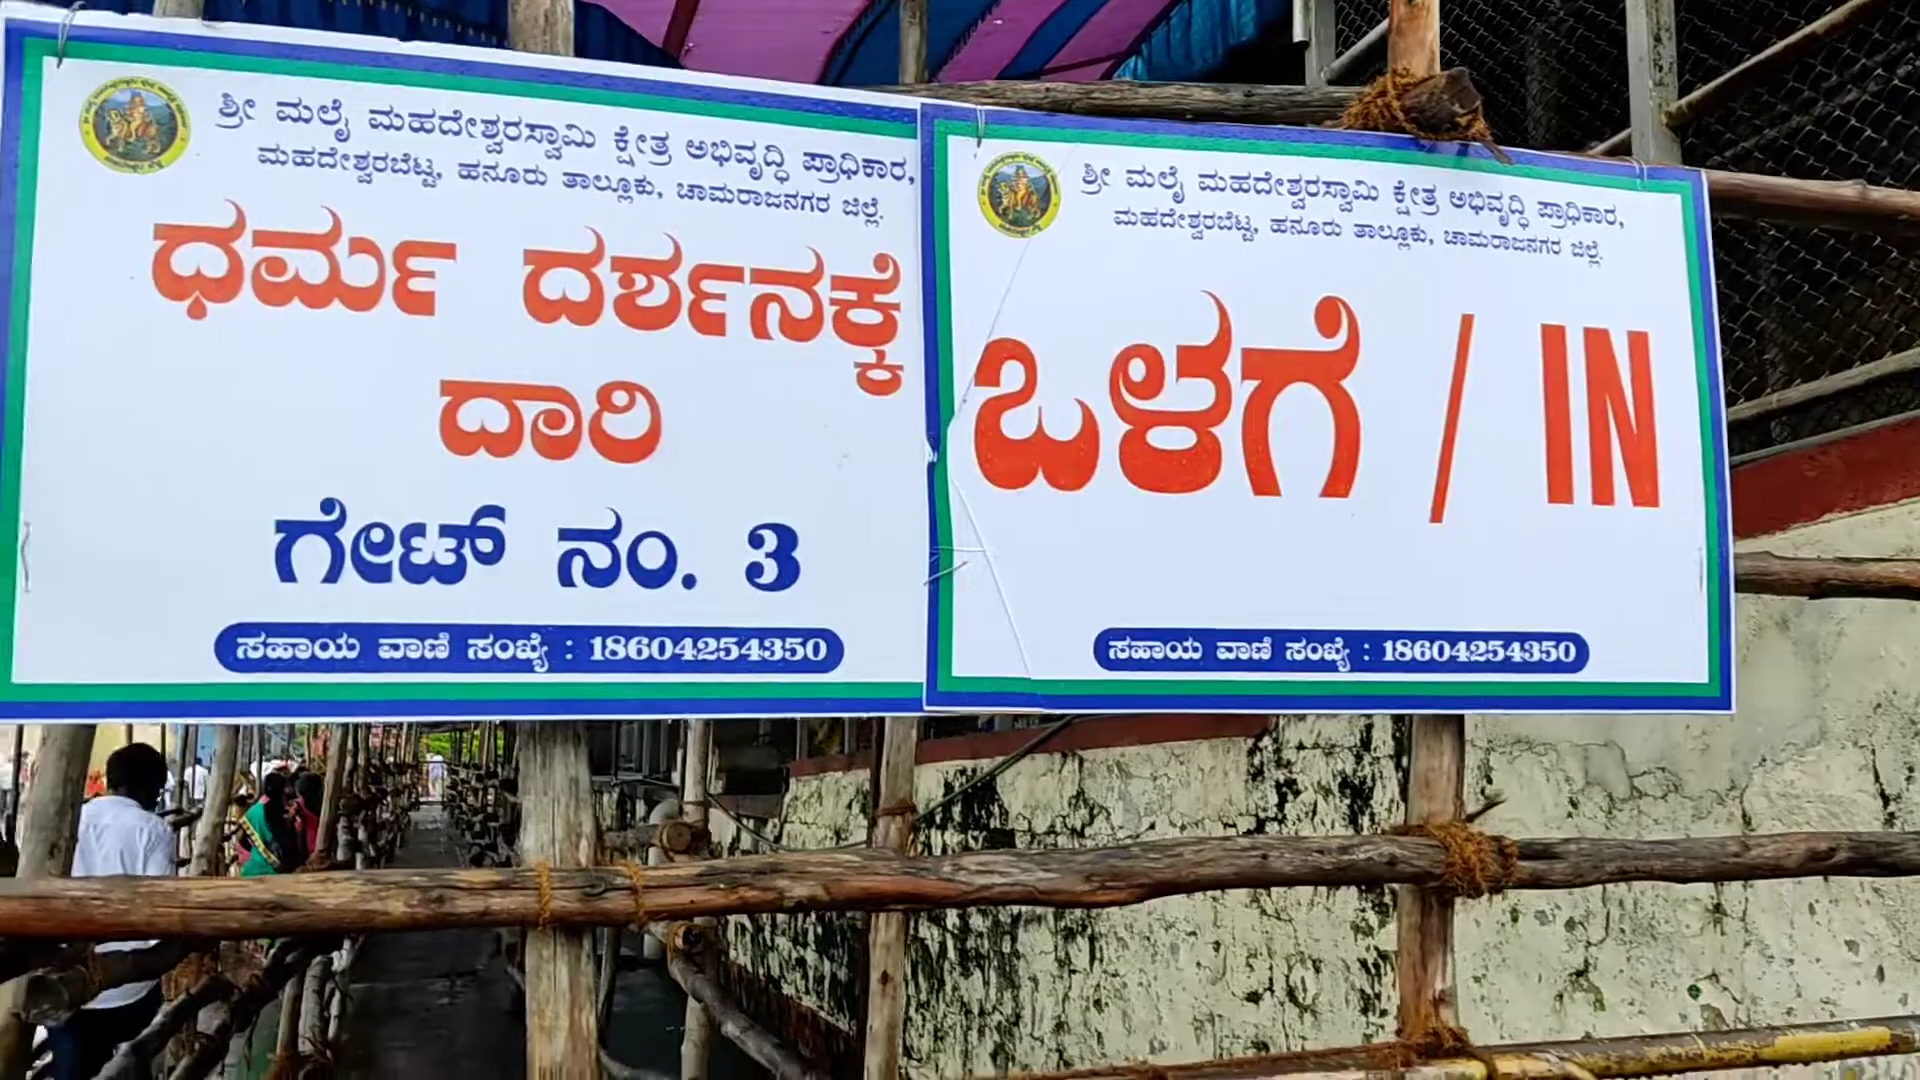 ಶ್ರೀ ಮಲೈ ಮಹದೇಶ್ವರಸ್ವಾಮಿ ಕ್ಷೇತ್ರ ಅಭಿವೃದ್ಧಿ ಪ್ರಾಧಿಕಾರ,
ಮಹದೇಶ್ವರಬೆಟ್ಟ, ಹನೂರು ತಾಲ್ಲೂಕು, ಚಾಮರಾಜನಗರ ಜಿಲ್ಲೆ.
ಧರ್ಮ ದರ್ಶನಕ್ಕೆ
ದಾರಿ
ಗೇಟ್ ನಂ. 3
ಸಹಾಯ ವಾಣಿ ಸಂಖ್ಯೆ : 18604254350
ಶ್ರೀ ಮಲೈ ಮಹದೇಶ್ವರಸ್ವಾಮಿ ಕ್ಷೇತ್ರ ಅಭಿವೃದ್ಧಿ ಪ್ರಾಧಿಕಾರ,
ಮಹದೇಶ್ವರಬೆಟ್ಟ, ಹನೂರು ತಾಲ್ಲೂಕು, ಚಾಮರಾಜನಗರ ಜಿಲ್ಲೆ.
ಒಳಗೆ / IN
ಸಹಾಯ ವಾಣಿ ಸಂಖ್ಯೆ : 18604254350